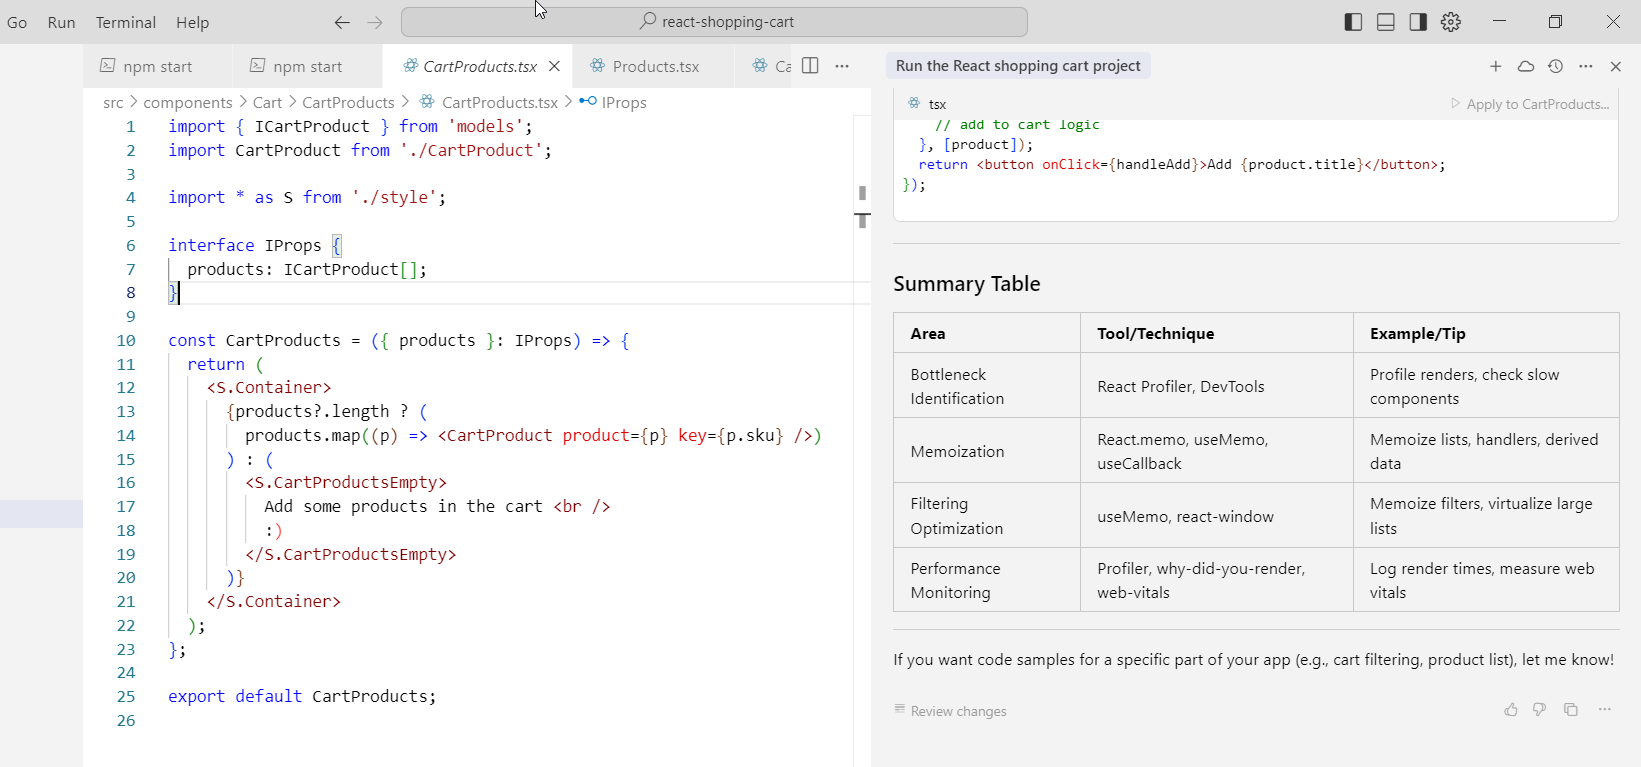 Go Run Terminal Help
react-shopping-cart
npm start
npm start
CartProducts.tsx
Products.tsx
Ca
src > components > Cart > CartProducts > CartProducts.tsx > IProps
1 import { ICartProduct } from 'models';
2 import CartProduct from './CartProduct';
3
4 import * as S from './style';
5
6 interface IProps {
7 products: ICartProduct[];
8 }
9
10 const CartProducts = ({ products }: IProps) => {
11 return (
12 <S.Container>
13 {products?.length ? (
14 products.map((p) => <CartProduct product={p} key={p.sku} />)
15 ) : (
16 <S.CartProductsEmpty>
17 Add some products in the cart <br />
18 :)
19 </S.CartProductsEmpty>
20 )}
21 </S.Container>
22 );
23 };
24
25 export default CartProducts;
26
Run the React shopping cart project
tsx
Apply to CartProducts...
// add to cart logic
}, [product]);
return <button onClick={handleAdd}>Add {product.title}</button>;
});
Summary Table
Area Tool/Technique Example/Tip
Bottleneck
Identification
React Profiler, DevTools
Profile renders, check slow
components
Memoization
React.memo, useMemo,
useCallback
Memoize lists, handlers, derived
data
Filtering
Optimization
useMemo, react-window
Memoize filters, virtualize large
lists
Performance
Monitoring
Profiler, why-did-you-render,
web-vitals
Log render times, measure web
vitals
If you want code samples for a specific part of your app (e.g., cart filtering, product list), let me know!
Review changes